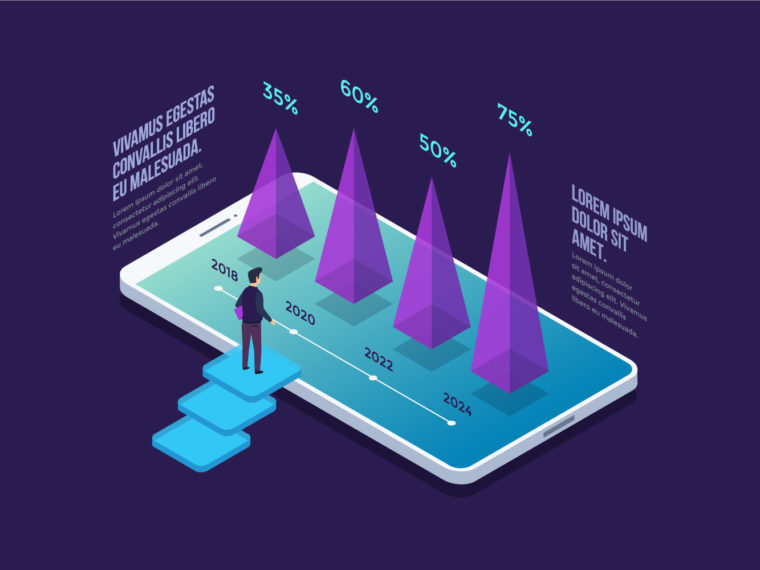 VIVAMUS EGESTAS
CONVALLIS LIBERO
EU MALESUADA.
Lorem ipsum dolor sit amet,
consectetur adipiscing elit.
Vivamus egestas convallis libero
eu malesuada.
35%
60%
50%
75%
2018
2020
2022
2024
LOREM IPSUM
DOLOR SIT
AMET.
Lorem ipsum dolor
sit amet, consectetur
adipiscing elit. Vivamus
egestas convallis
libero eu malesuada.